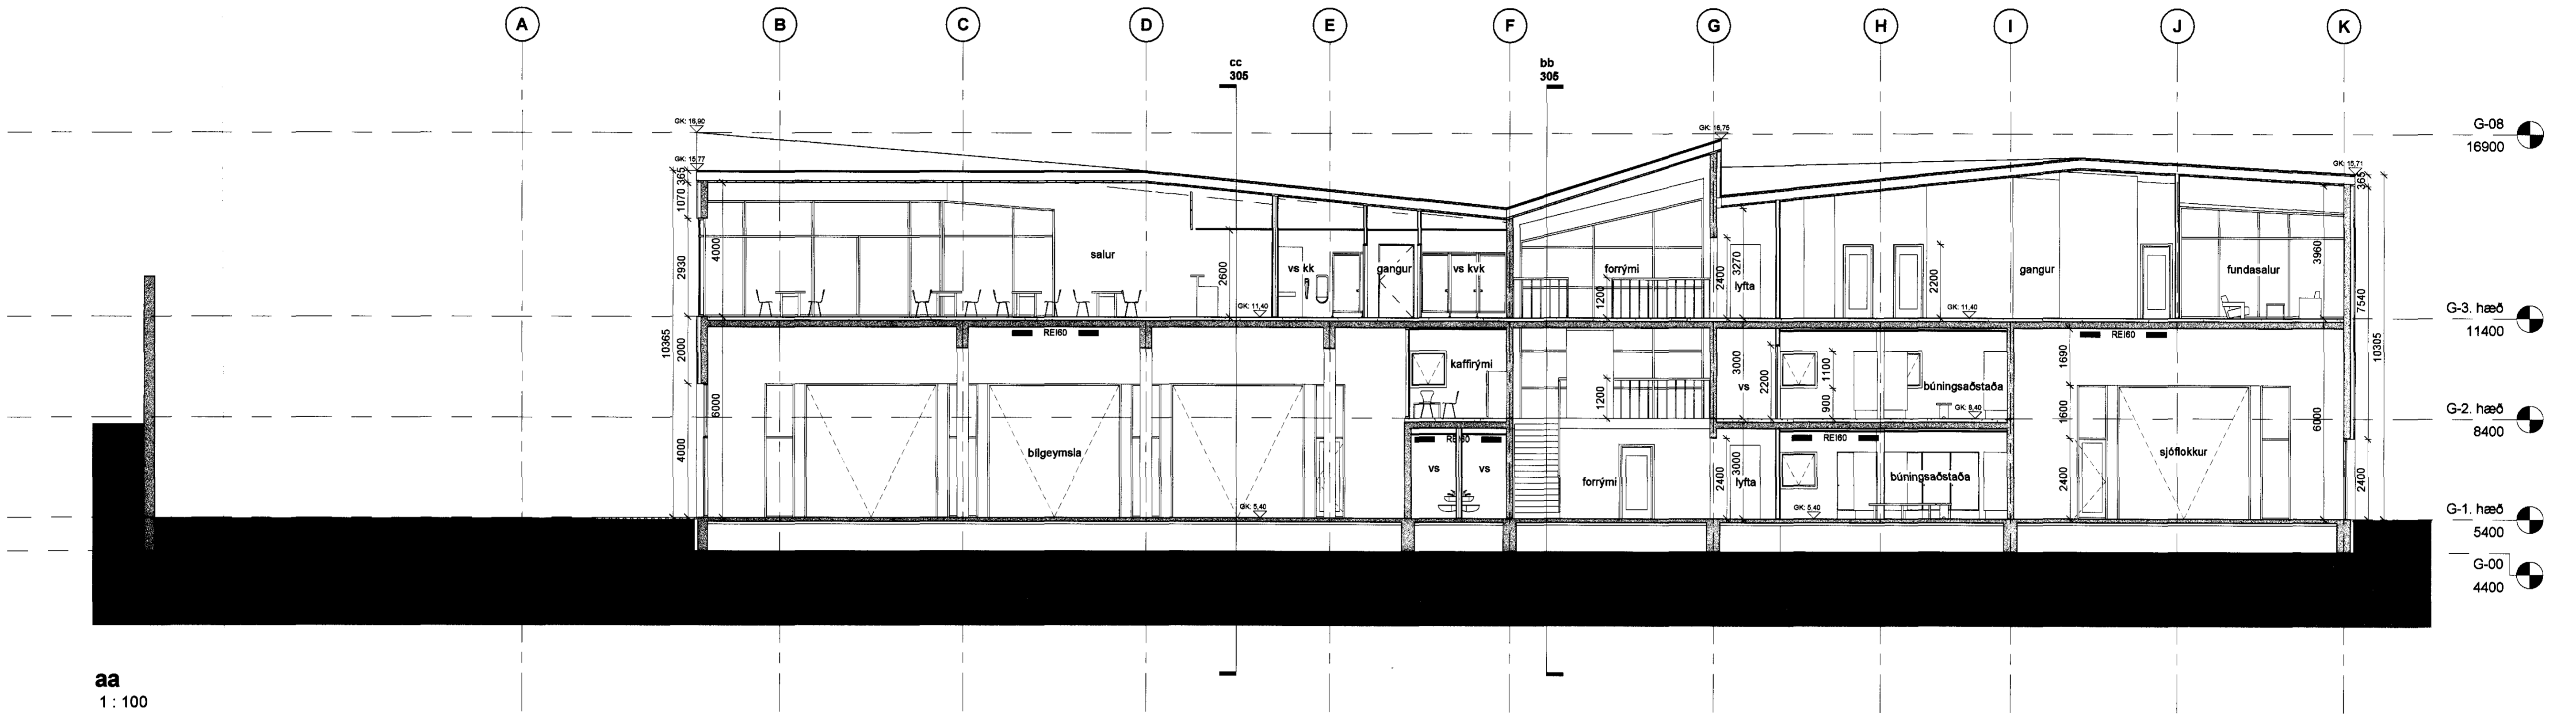 A
B
C
D
E
F
G
H
I
J
K
cc
305
bb
305
GK: 16,90
GK: 16,75
G-08
16900
GK: 15,77
GK: 15,71
365
1070
2930
4000
salur
2600
vs kk
gangur
vs kvk
forrými
1200
2400
3270
lyfta
2200
gangur
fundasalur
3960
365
7540
10305
GK: 11,40
GK: 11,40
G-3. hæð
11400
10365
2000
4000
6000
REI60
bílgeymsla
kaffirými
1200
3000
vs
2200
1100
900
búningsaðstaða
GK: 8,40
REI60
1690
1600
2400
6000
sjóflokkur
2400
G-2. hæð
8400
REI60
vs
vs
forrými
2400
3000
lyfta
REI60
búningsaðstaða
GK: 5,40
GK: 5,40
G-1. hæð
5400
G-00
4400
aa
1 : 100